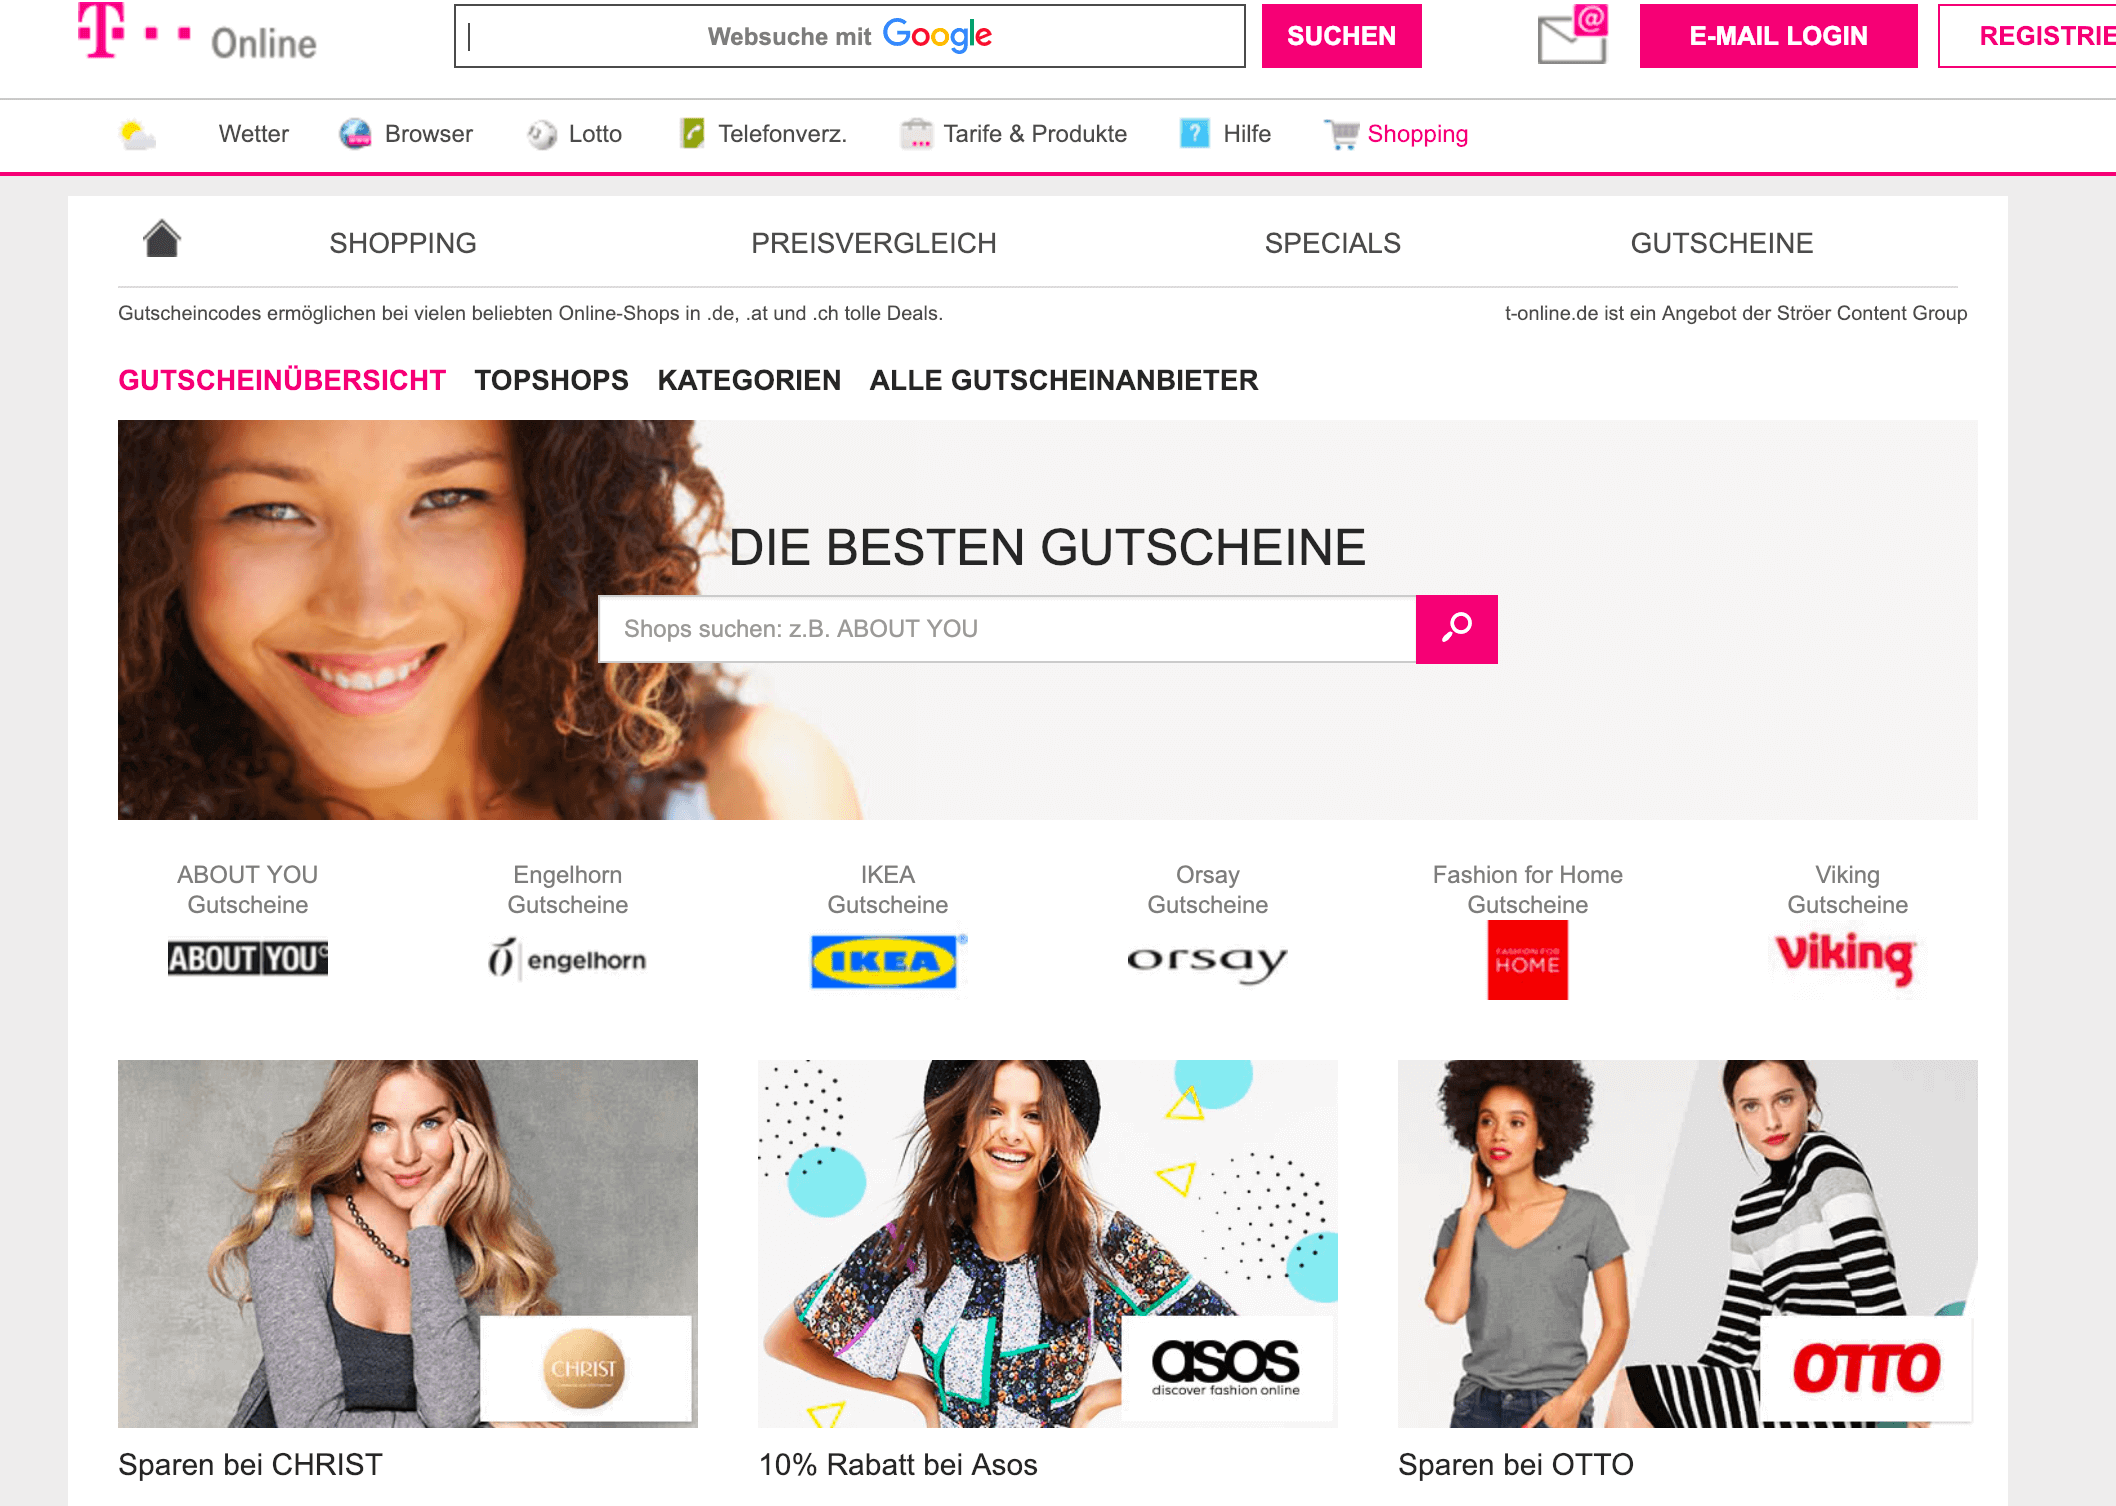 T Online
Websuche mit Google
SUCHEN
@
E-MAIL LOGIN
REGISTRIE
Wetter
Browser
Lotto
Telefonverz.
Tarife & Produkte
? Hilfe
Shopping
SHOPPING
PREISVERGLEICH
SPECIALS
GUTSCHEINE
Gutscheincodes ermöglichen bei vielen beliebten Online-Shops in .de, .at und .ch tolle Deals.
t-online.de ist ein Angebot der Ströer Content Group
GUTSCHEINÜBERSICHT
TOPSHOPS
KATEGORIEN
ALLE GUTSCHEINANBIETER
DIE BESTEN GUTSCHEINE
Shops suchen: z.B. ABOUT YOU
ABOUT YOU
Gutscheine
ABOUT YOU
Engelhorn
Gutscheine
engelhorn
IKEA
Gutscheine
IKEA®
Orsay
Gutscheine
orsay
Fashion for Home
Gutscheine
FASHION FOR
HOME
Viking
Gutscheine
Viking
CHRIST
asos
discover fashion online
OTTO
Sparen bei CHRIST
10% Rabatt bei Asos
Sparen bei OTTO